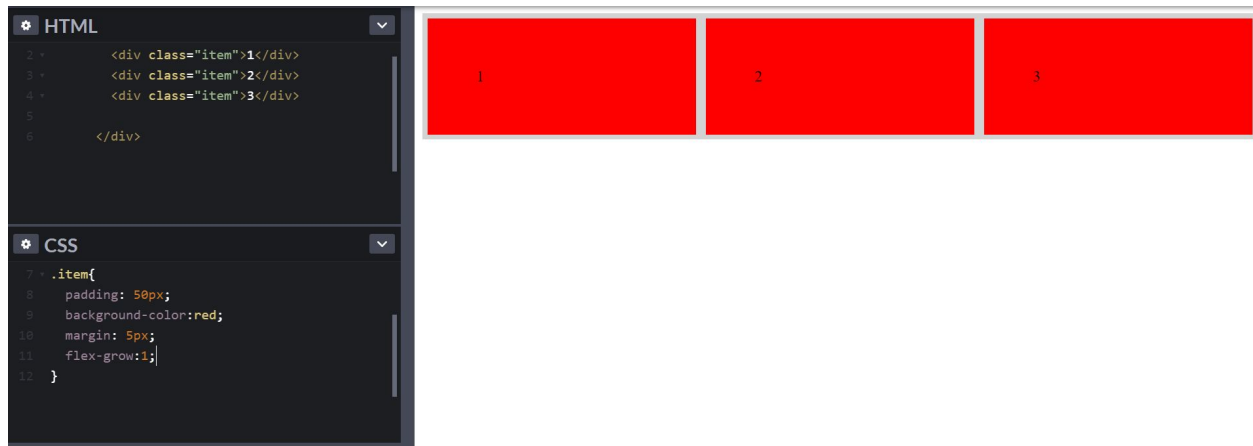 HTML
2 <div class="item">1</div>
3 <div class="item">2</div>
4 <div class="item">3</div>
5
6 </div>
CSS
7 .item{
8 padding: 50px;
9 background-color:red;
10 margin: 5px;
11 flex-grow:1;
12 }
1 2 3